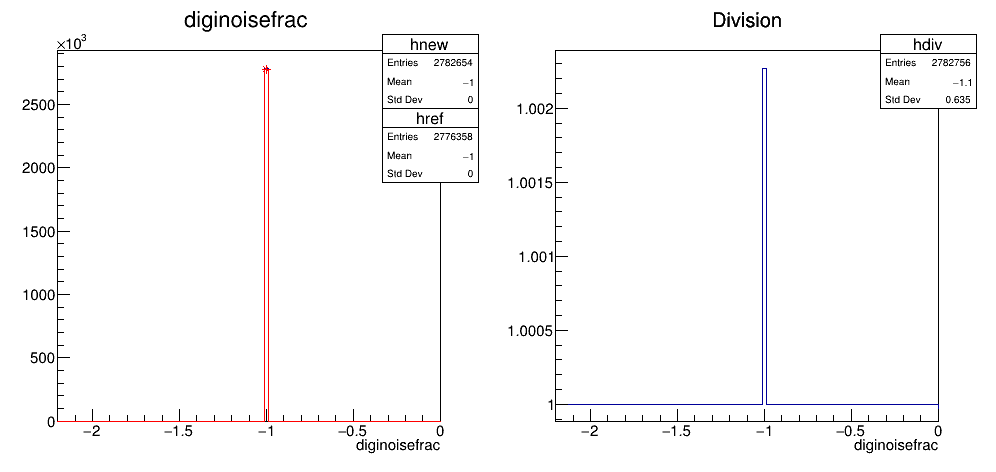 diginoisefrac
×10³
2500
2000
1500
1000
500
0
−2
−1.5
−1
−0.5
0
diginoisefrac
hnew
Entries 2782654
Mean −1
Std Dev 0
href
Entries 2776358
Mean −1
Std Dev 0
Division
1.002
1.0015
1.001
1.0005
1
−2
−1.5
−1
−0.5
0
diginoisefrac
hdiv
Entries 2782756
Mean −1.1
Std Dev 0.635